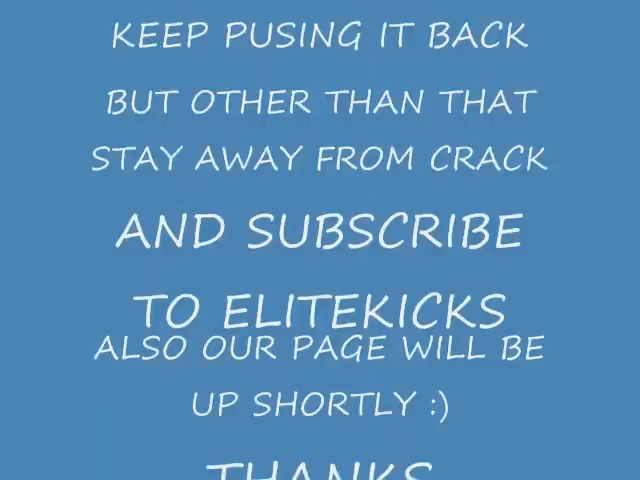 KEEP PUSING IT BACK
BUT OTHER THAN THAT
STAY AWAY FROM CRACK
AND SUBSCRIBE
TO ELITEKICKS
ALSO OUR PAGE WILL BE
UP SHORTLY :)
THANKS